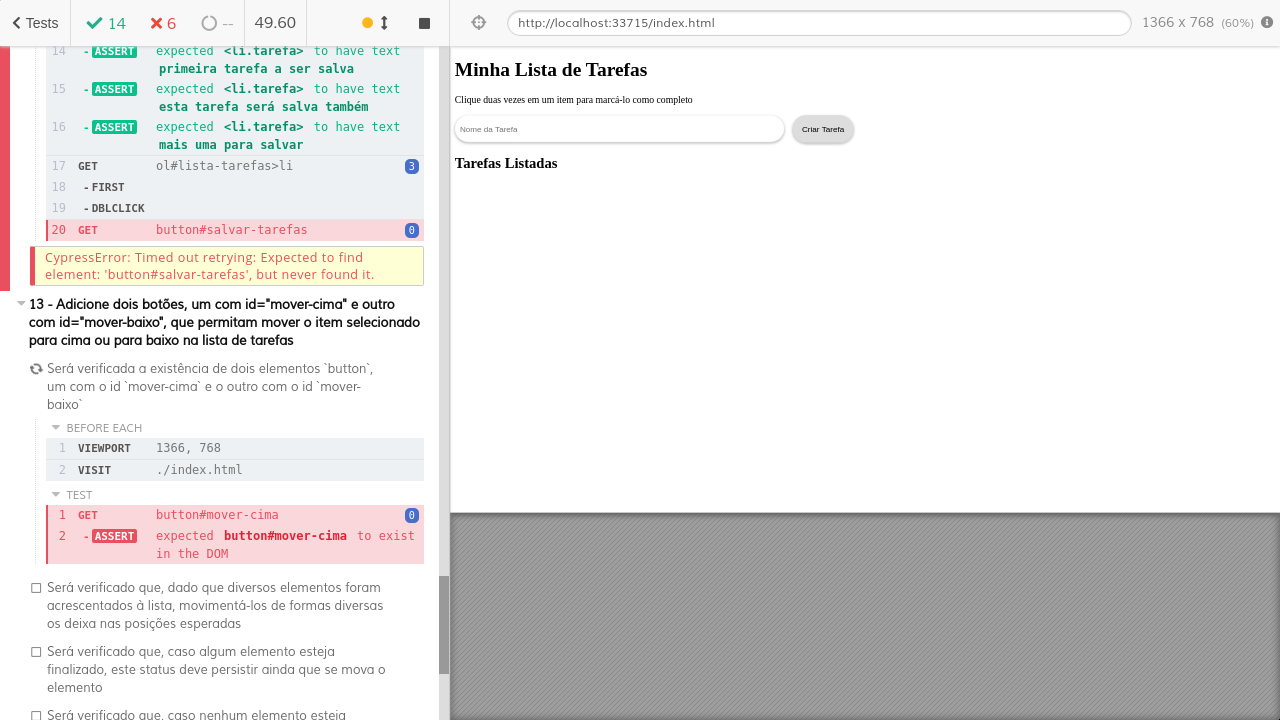 Tests 14 6 -- 49.60
http://localhost:33715/index.html 1366 x 768 (60%)
14 - ASSERT expected <li.tarefa> to have text
primeira tarefa a ser salva
15 - ASSERT expected <li.tarefa> to have text
esta tarefa será salva também
16 - ASSERT expected <li.tarefa> to have text
mais uma para salvar
17 GET ol#lista-tarefas>li 3
18 - FIRST
19 - DBLCLICK
20 GET button#salvar-tarefas 0
CypressError: Timed out retrying: Expected to find
element: 'button#salvar-tarefas', but never found it.
13 - Adicione dois botões, um com id="mover-cima" e outro
com id="mover-baixo", que permitam mover o item selecionado
para cima ou para baixo na lista de tarefas
Será verificada a existência de dois elementos `button`,
um com o id `mover-cima` e o outro com o id `mover-
baixo`
BEFORE EACH
1 VIEWPORT 1366, 768
2 VISIT ./index.html
TEST
1 GET button#mover-cima 0
2 - ASSERT expected button#mover-cima to exist
in the DOM
Será verificado que, dado que diversos elementos foram
acrescentados à lista, movimentá-los de formas diversas
os deixa nas posições esperadas
Será verificado que, caso algum elemento esteja
finalizado, este status deve persistir ainda que se mova o
elemento
Será verificado que, caso nenhum elemento esteja
Minha Lista de Tarefas
Clique duas vezes em um item para marcá-lo como completo
Nome da Tarefa Criar Tarefa
Tarefas Listadas